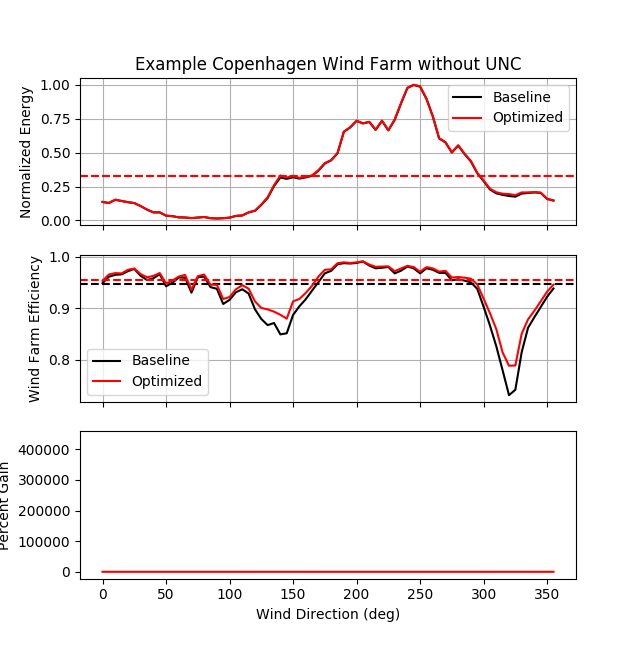 Example Copenhagen Wind Farm without UNC
Normalized Energy
1.00
0.75
0.50
0.25
0.00
Baseline
Optimized
Wind Farm Efficiency
1.0
0.9
0.8
Baseline
Optimized
Percent Gain
400000
300000
200000
100000
0
0 50 100 150 200 250 300 350
Wind Direction (deg)